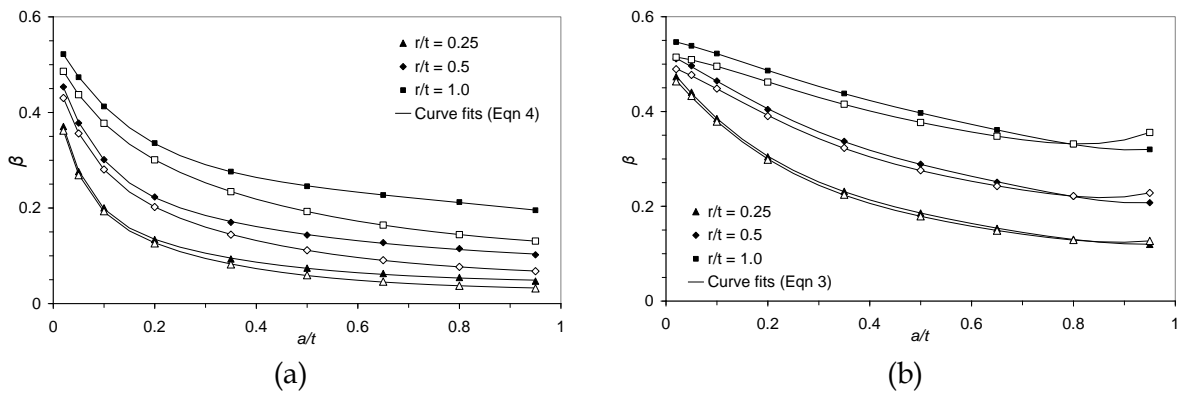 0.6
0.4
0.2
0
β
0
0.2
0.4
0.6
0.8
1
a/t
r/t = 0.25
r/t = 0.5
r/t = 1.0
Curve fits (Eqn 4)
(a)
0.6
0.4
0.2
0
β
0
0.2
0.4
0.6
0.8
1
a/t
r/t = 0.25
r/t = 0.5
r/t = 1.0
Curve fits (Eqn 3)
(b)